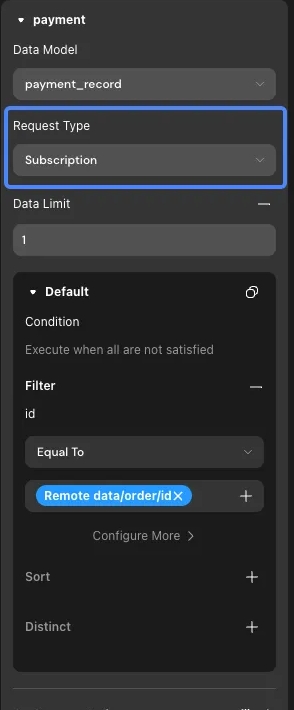 payment
Data Model
payment_record
Request Type
Subscription
Data Limit
1
Default
Condition
Execute when all are not satisfied
Filter
id
Equal To
Remote data/order/id
Configure More
Sort
Distinct